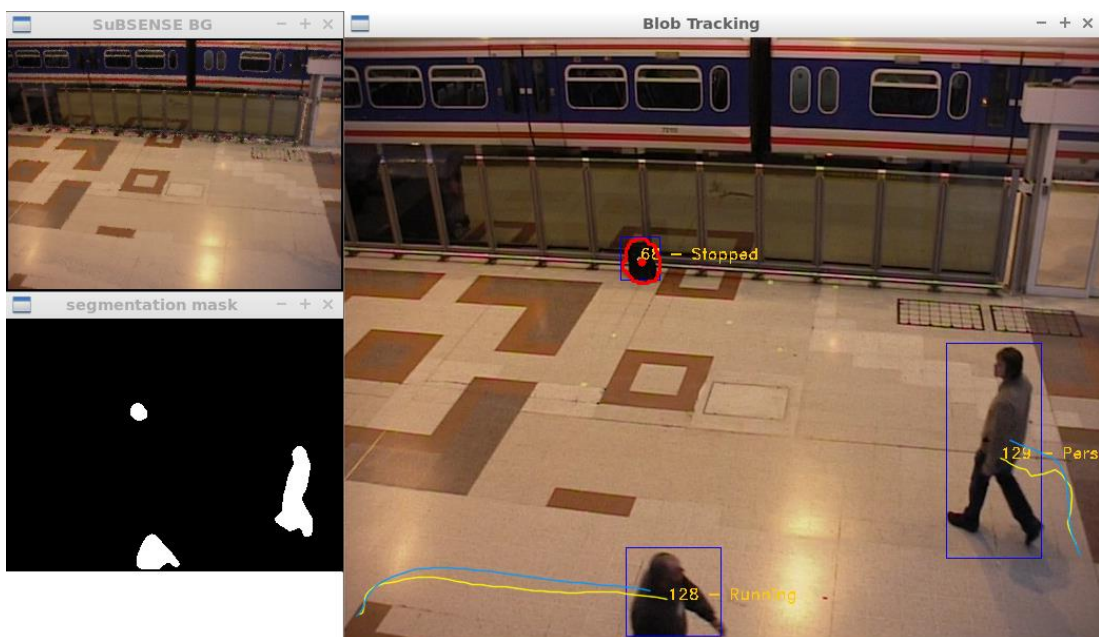 SuBSENSE BG
Blob Tracking
68 – Stopped
segmentation mask
129 – Pers
128 – Running